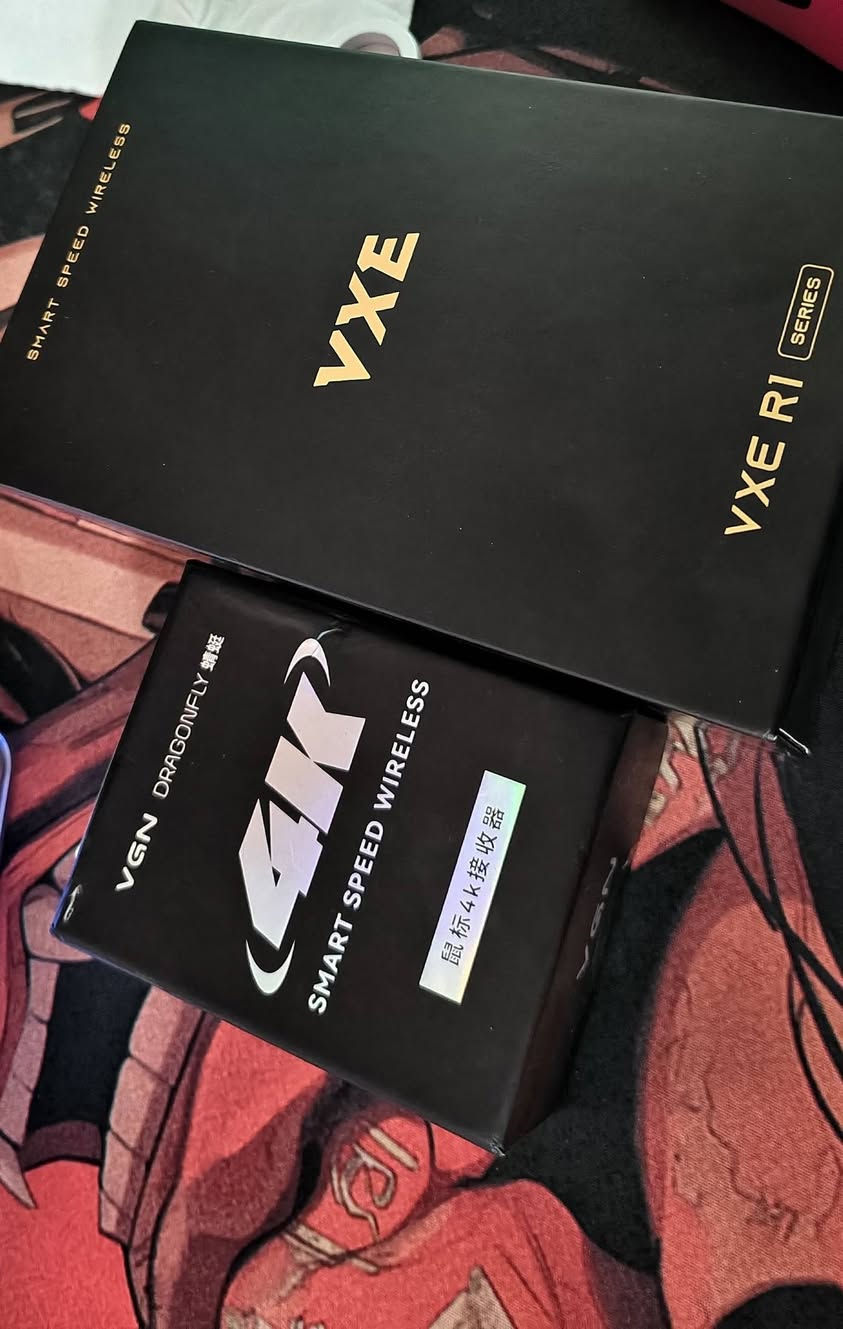 SMART SPEED WIRELESS
VXE
VXE R1 SERIES
VGN DRAGONFLY 蜻蜓
4K
SMART SPEED WIRELESS
鼠标4k接收器
VGN